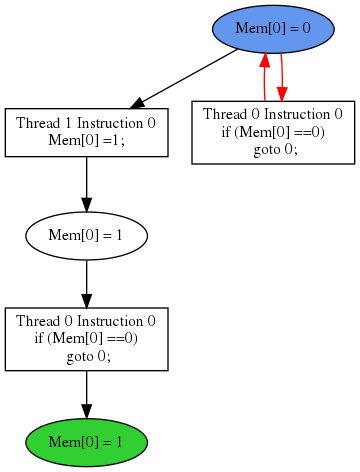 Mem[0] = 0
Thread 1 Instruction 0
Mem[0] =1;
Thread 0 Instruction 0
if (Mem[0] ==0)
goto 0;
Mem[0] = 1
Thread 0 Instruction 0
if (Mem[0] ==0)
goto 0;
Mem[0] = 1